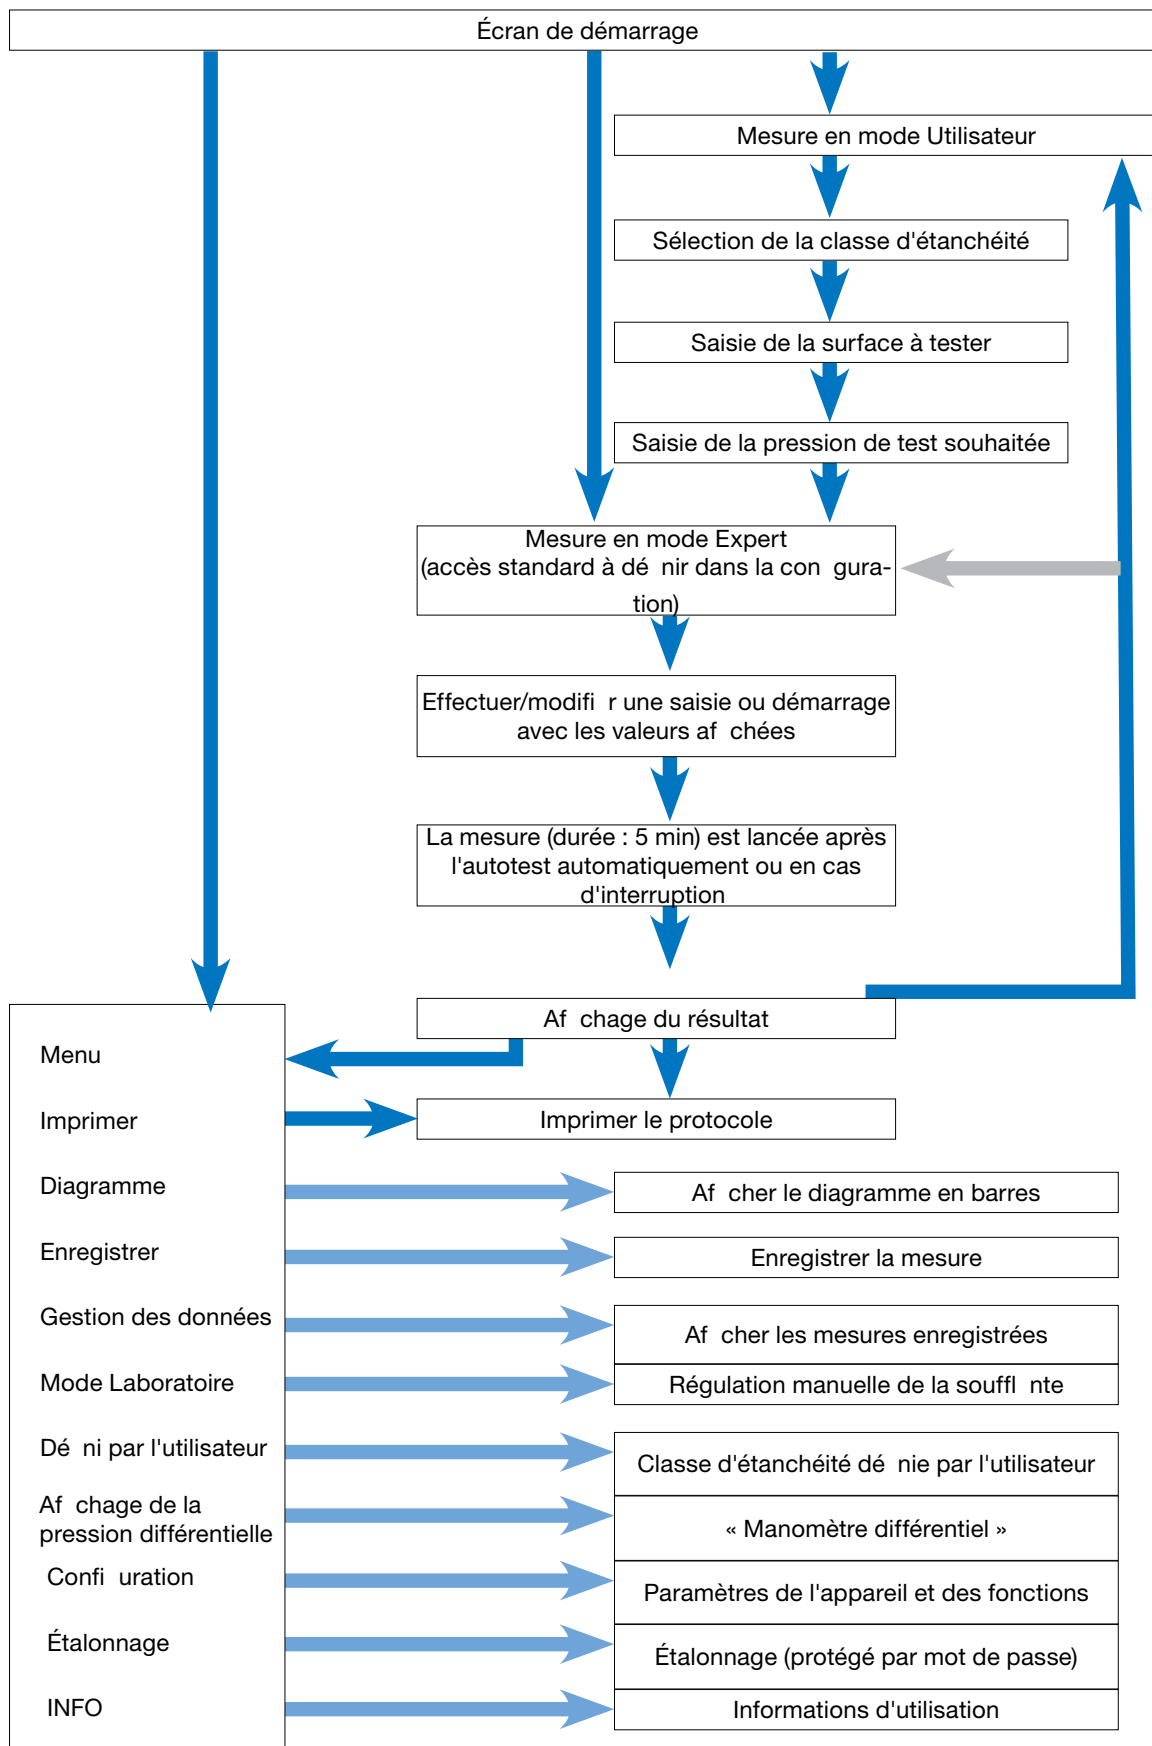 Écran de démarrage
Mesure en mode Utilisateur
Sélection de la classe d'étanchéité
Saisie de la surface à tester
Saisie de la pression de test souhaitée
Mesure en mode Expert
(accès standard à dé nir dans la con gura-
tion)
Effectuer/modifi r une saisie ou démarrage
avec les valeurs af chées
La mesure (durée : 5 min) est lancée après
l'autotest automatiquement ou en cas
d'interruption
Af chage du résultat
Menu
Imprimer
Imprimer le protocole
Diagramme
Af cher le diagramme en barres
Enregistrer
Enregistrer la mesure
Gestion des données
Af cher les mesures enregistrées
Mode Laboratoire
Régulation manuelle de la souffl nte
Dé ni par l'utilisateur
Classe d'étanchéité dé nie par l'utilisateur
Af chage de la
pression différentielle
« Manomètre différentiel »
Confi uration
Paramètres de l'appareil et des fonctions
Étalonnage
Étalonnage (protégé par mot de passe)
INFO
Informations d'utilisation